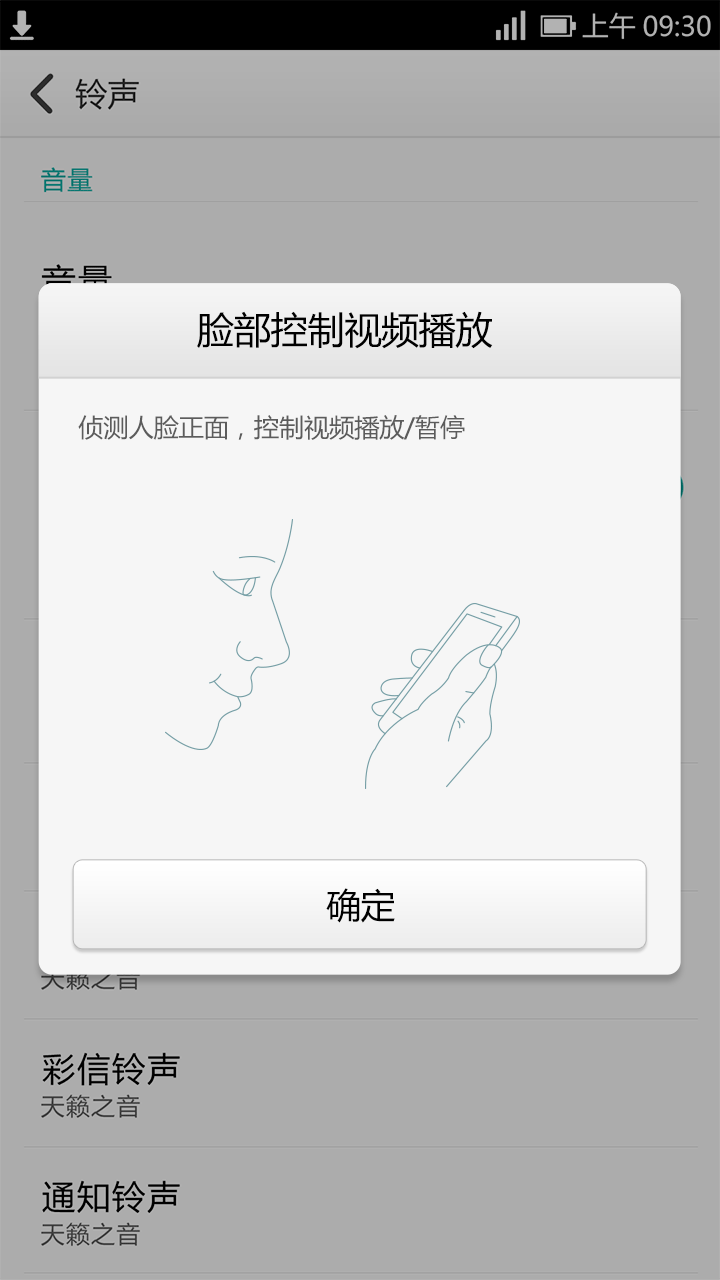 上午 09:30
铃声
音量
音量
脸部控制视频播放
侦测人脸正面，控制视频播放/暂停
确定
天籁之音
彩信铃声
天籁之音
通知铃声
天籁之音